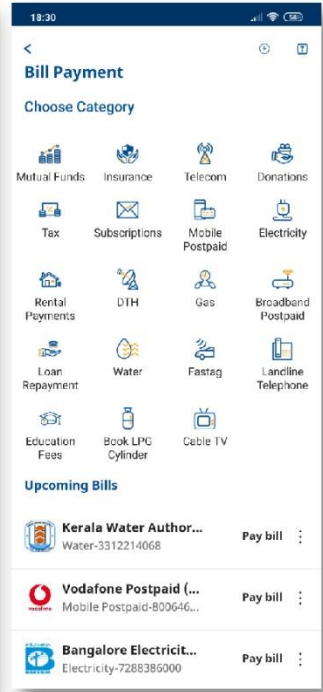 18:30
58
Bill Payment
Choose Category
Mutual Funds
Insurance
Telecom
Donations
Tax
Subscriptions
Mobile
Postpaid
Electricity
Rental
Payments
DTH
Gas
Broadband
Postpaid
Loan
Repayment
Water
Fastag
Landline
Telephone
Education
Fees
Book LPG
Cylinder
Cable TV
Upcoming Bills
Kerala Water Author...
Water-3312214068
Pay bill
Vodafone Postpaid (...
Mobile Postpaid-800646...
Pay bill
vodafone
Bangalore Electricit...
Electricity-7288386000
Pay bill